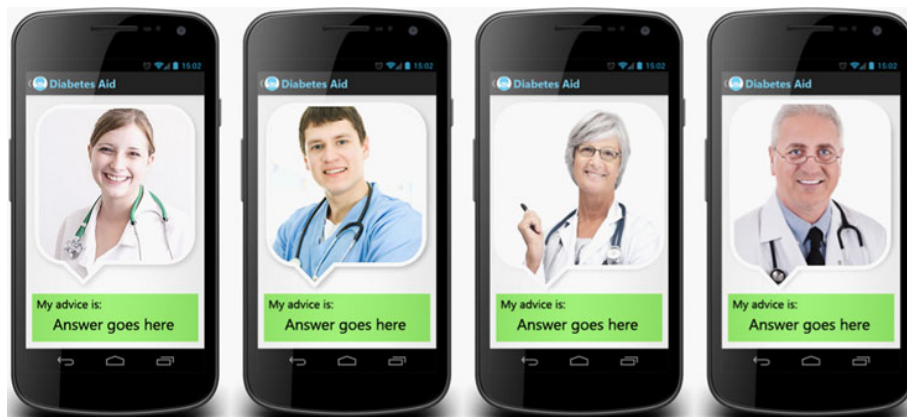 15:02
Diabetes Aid
My advice is:
Answer goes here
15:02
Diabetes Aid
My advice is:
Answer goes here
15:02
Diabetes Aid
My advice is:
Answer goes here
15:02
Diabetes Aid
My advice is:
Answer goes here